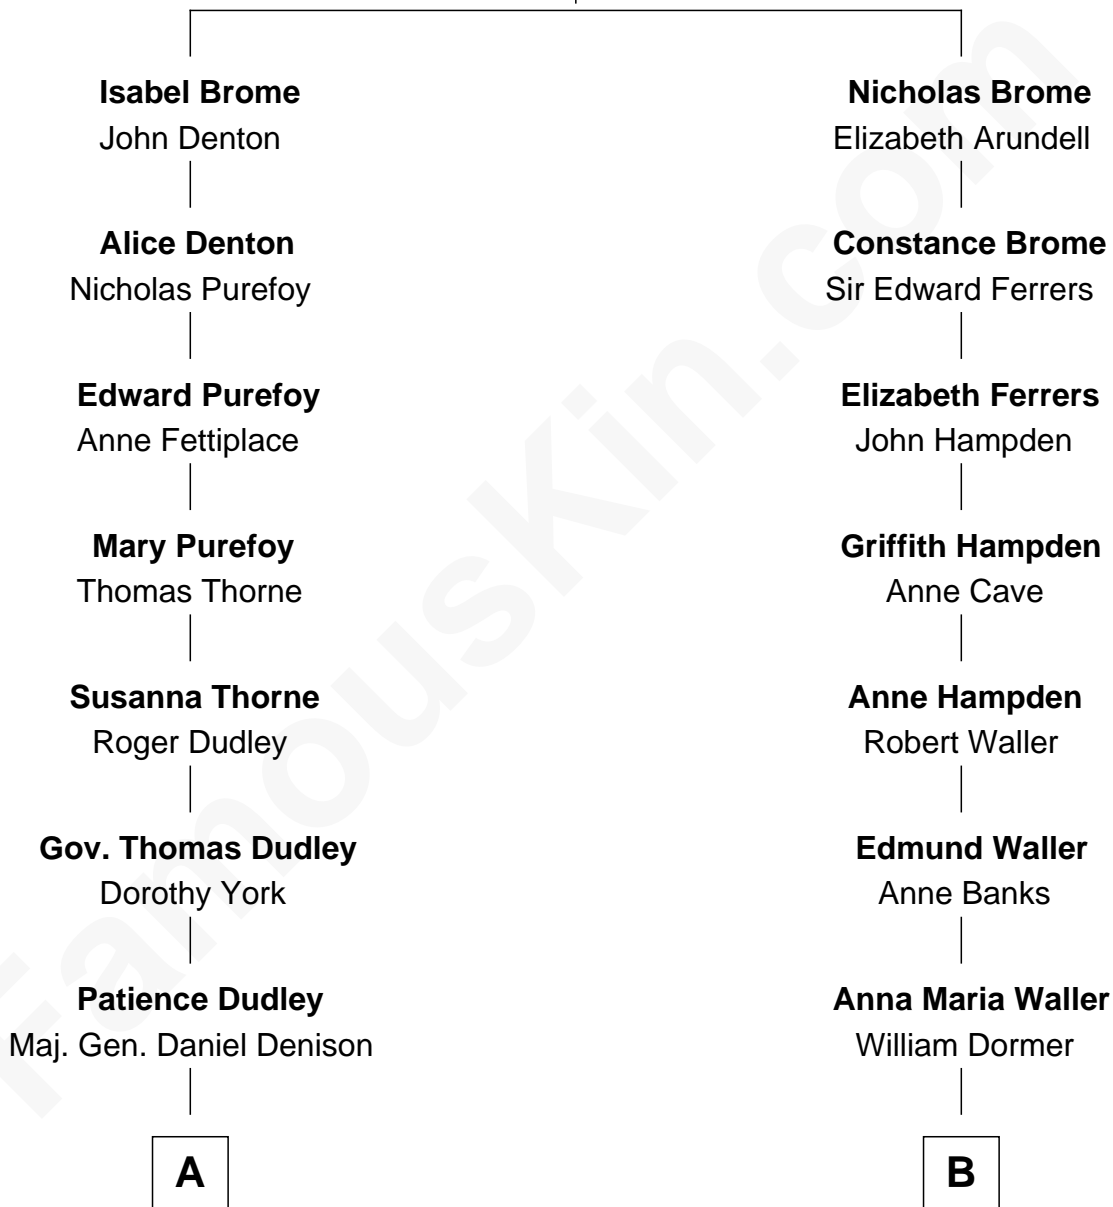 Isabel Brome
John Denton
Nicholas Brome
Elizabeth Arundell
Alice Denton
Nicholas Purefoy
Constance Brome
Sir Edward Ferrers
Edward Purefoy
Anne Fettiplace
Elizabeth Ferrers
John Hampden
Mary Purefoy
Thomas Thorne
Griffith Hampden
Anne Cave
Susanna Thorne
Roger Dudley
Anne Hampden
Robert Waller
Gov. Thomas Dudley
Dorothy York
Edmund Waller
Anne Banks
Patience Dudley
Maj. Gen. Daniel Denison
Anna Maria Waller
William Dormer
A
B
FamousKin.com